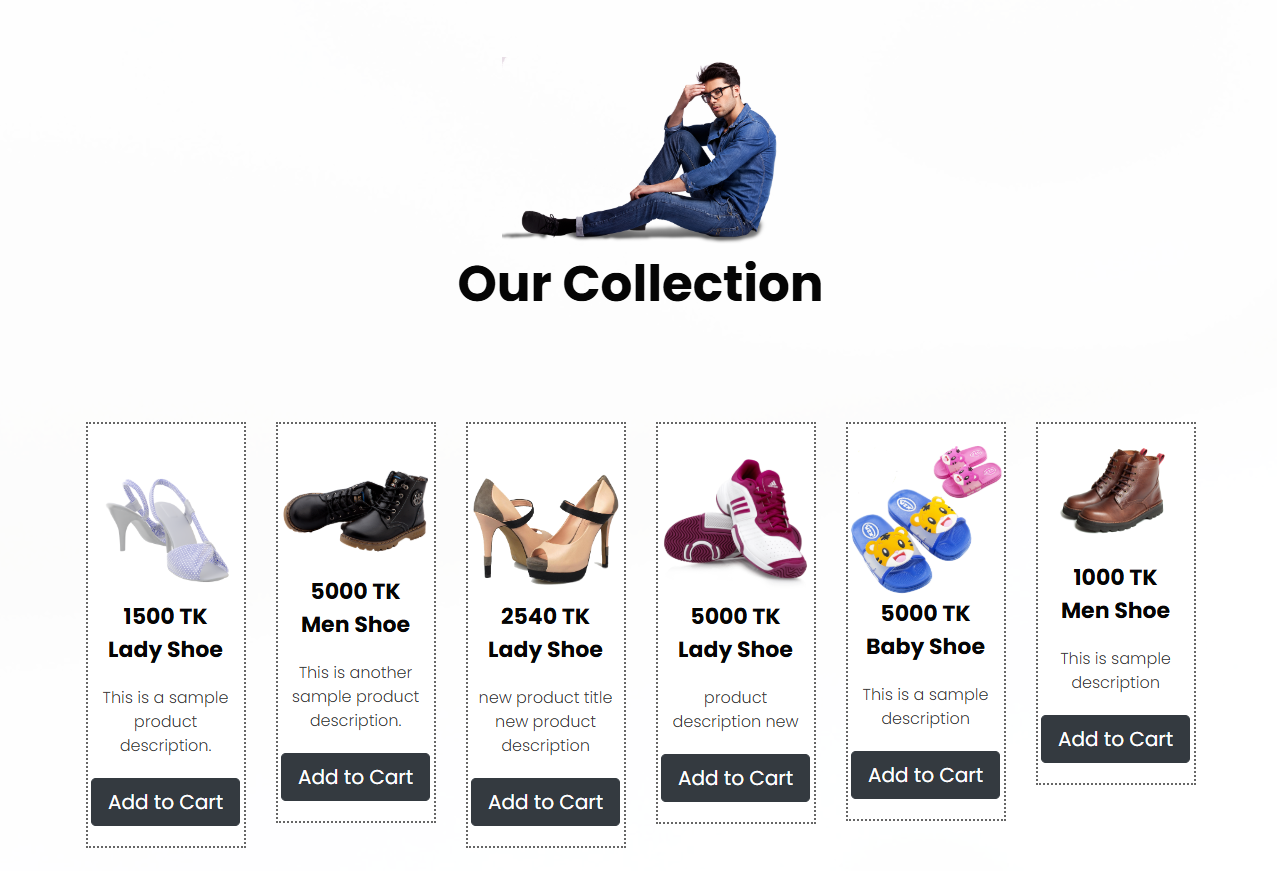 Our Collection
1500 TK
Lady Shoe
This is a sample
product
description.
Add to Cart
5000 TK
Men Shoe
This is another
sample product
description.
Add to Cart
2540 TK
Lady Shoe
new product title
new product
description
Add to Cart
5000 TK
Lady Shoe
product
description new
Add to Cart
5000 TK
Baby Shoe
This is a sample
description
Add to Cart
1000 TK
Men Shoe
This is sample
description
Add to Cart